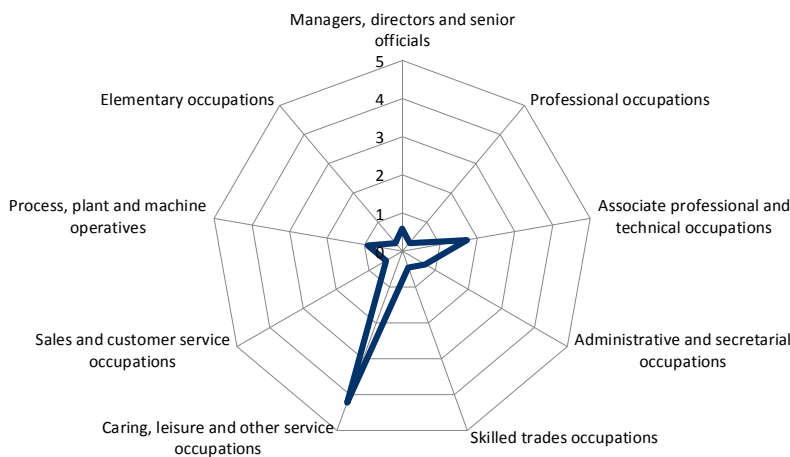 Managers, directors and senior
officials
5
Elementary occupations
Professional occupations
4
3
2
Process, plant and machine
operatives
Associate professional and
technical occupations
1
0
Sales and customer service
occupations
Administrative and secretarial
occupations
Caring, leisure and other service
occupations
Skilled trades occupations